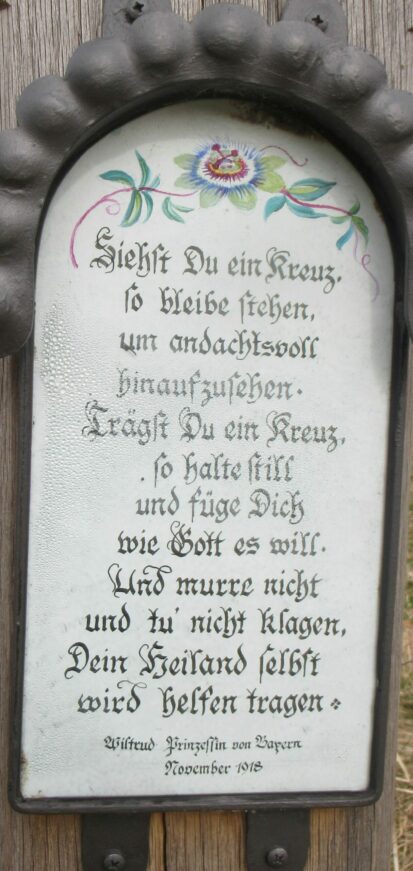 Siehst Du ein Kreuz,
so bleibe stehen,
um andachtsvoll
hinaufzusehen.
Trägst Du ein Kreuz,
so halte still
und füge Dich
wie Gott es will.
Und murre nicht
und tu' nicht klagen,
Dein Heiland selbst
wird helfen tragen
Wiltrud Prinzessin von Bayern
November 1918